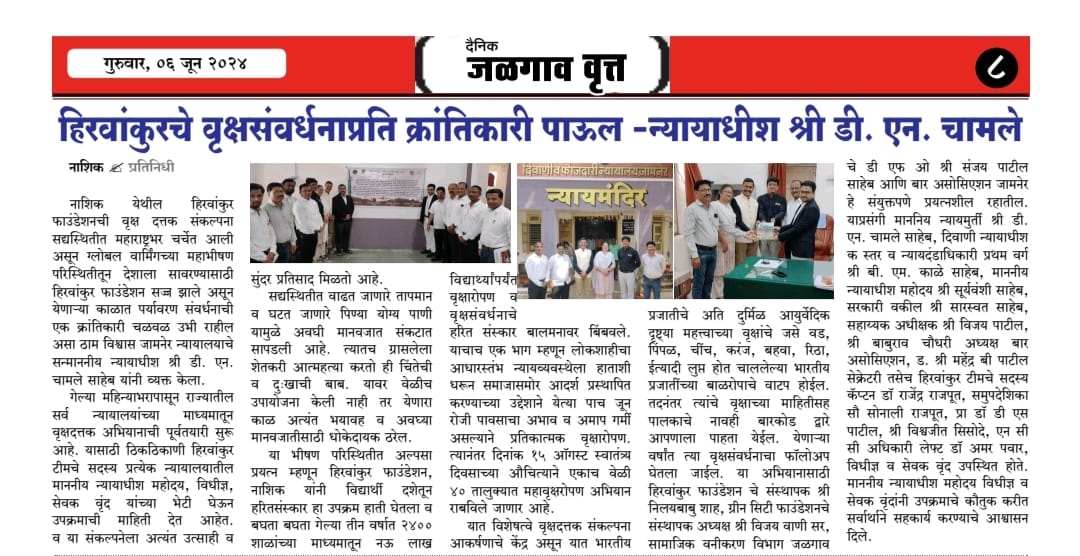 गुरुवार, ०६ जून २०२४
दैनिक
जळगाव वृत्त
८
हिरवांकुरचे वृक्षसंवर्धनाप्रति क्रांतिकारी पाऊल -न्यायाधीश श्री डी. एन. चामले
नाशिक प्रतिनिधी
नाशिक येथील हिरवांकुर
फाउंडेशनची वृक्ष दत्तक संकल्पना
सद्यस्थितीत महाराष्ट्रभर चर्चेत आली
असून ग्लोबल वार्मिंगच्या महाभीषण
परिस्थितीतून देशाला सावरण्यासाठी
हिरवांकुर फाउंडेशन सज्ज झाले असून
येणाऱ्या काळात पर्यावरण संवर्धनाची
एक क्रांतिकारी चळवळ उभी राहील
असा ठाम विश्वास जामनेर न्यायालयाचे
सन्माननीय न्यायाधीश श्री डी. एन.
चामले साहेब यांनी व्यक्त केला.
गेल्या महिन्याभरापासून राज्यातील
सर्व न्यायालयांच्या माध्यमातून
वृक्षदत्तक अभियानाची पूर्वतयारी सुरू
आहे. यासाठी ठिकठिकाणी हिरवांकुर
टीमचे सदस्य प्रत्येक न्यायालयातील
माननीय न्यायाधीश महोदय, विधीज्ञ,
सेवक वृंद यांच्या भेटी घेऊन
उपक्रमाची माहिती देत आहेत.
व या संकल्पनेला अत्यंत उत्साही व
सुंदर प्रतिसाद मिळतो आहे.
सद्यस्थितीत वाढत जाणारे तापमान
व घटत जाणारे पिण्या योग्य पाणी
यामुळे अवघी मानवजात संकटात
सापडली आहे. त्यातच ग्रासलेला
शेतकरी आत्महत्या करतो ही चिंतेची
व दुःखाची बाब. यावर वेळीच
उपायोजना केली नाही तर येणारा
काळ अत्यंत भयावह व अवघ्या
मानवजातीसाठी धोकेदायक ठरेल.
या भीषण परिस्थितीत अल्पसा
प्रयत्न म्हणून हिरवांकुर फाउंडेशन,
नाशिक यांनी विद्यार्थी दशेतून
हरितसंस्कार हा उपक्रम हाती घेतला व
बघता बघता गेल्या तीन वर्षात २४००
शाळांच्या माध्यमातून नऊ लाख
दिवाणी व फौजदारी न्यायालय, जामनेर
न्यायमंदिर
विद्यार्थ्यांपर्यंत
वृक्षारोपण व
वृक्षसंवर्धनाचे
हरित संस्कार बालमनावर बिंबवले.
याचाच एक भाग म्हणून लोकशाहीचा
आधारस्तंभ न्यायव्यवस्थेला हाताशी
धरून समाजासमोर आदर्श प्रस्थापित
करण्याच्या उद्देशाने येत्या पाच जून
रोजी पावसाचा अभाव व अमाप गर्मी
असल्याने प्रतिकात्मक वृक्षारोपण.
त्यानंतर दिनांक १५ ऑगस्ट स्वातंत्र्य
दिवसाच्या औचित्याने एकाच वेळी
४० तालुक्यात महावृक्षरोपण अभियान
राबविले जाणार आहे.
यात विशेषत्वे वृक्षदत्तक संकल्पना
आकर्षणाचे केंद्र असून यात भारतीय
प्रजातीचे अति दुर्मिळ आयुर्वेदिक
दृष्ट्या महत्त्वाच्या वृक्षांचे जसे वड,
पिंपळ, चींच, करंज, बहवा, रिठा,
ईत्यादी लुप्त होत चाललेल्या भारतीय
प्रजातींच्या बाळरोपाचे वाटप होईल.
तदनंतर त्यांचे वृक्षाच्या माहितीसह
पालकाचे नावही बारकोड द्वारे
आपणाला पाहता येईल. येणाऱ्या
वर्षांत त्या वृक्षसंवर्धनाचा फॉलोअप
घेतला जाईल. या अभियानासाठी
हिरवांकुर फाउंडेशन चे संस्थापक श्री
निलयबाबु शाह, ग्रीन सिटी फाउंडेशनचे
संस्थापक अध्यक्ष श्री विजय वाणी सर,
सामाजिक वनीकरण विभाग जळगाव
चे डी एफ ओ श्री संजय पाटील
साहेब आणि बार असोसिएशन जामनेर
हे संयुक्तपणे प्रयत्नशील रहातील.
याप्रसंगी माननिय न्यायमुर्ती श्री डी.
एन. चामले साहेब, दिवाणी न्यायाधीश
क स्तर व न्यायदंडाधिकारी प्रथम वर्ग
श्री बी. एम. काळे साहेब, माननीय
न्यायाधीश महोदय श्री सूर्यवंशी साहेब,
सरकारी वकील श्री सारस्वत साहेब,
सहाय्यक अधीक्षक श्री विजय पाटील,
श्री बाबुराव चौधरी अध्यक्ष बार
असोसिएशन, ड. श्री महेंद्र बी पाटील
सेक्रेटरी तसेच हिरवांकुर टिमचे सदस्य
कॅप्टन डॉ राजेंद्र राजपूत, समुपदेशिका
सौ सोनाली राजपूत, प्रा डॉ डी एस
पाटील, श्री विश्वजीत सिसोदे, एन सी
सी अधिकारी लेफ्ट डॉ अमर पवार,
विधीज्ञ व सेवक वृंद उपस्थित होते.
माननीय न्यायाधीश महोदय विधीज्ञ व
सेवक वृंदांनी उपक्रमाचे कौतुक करीत
सर्वार्थाने सहकार्य करण्याचे आश्वासन
दिले.